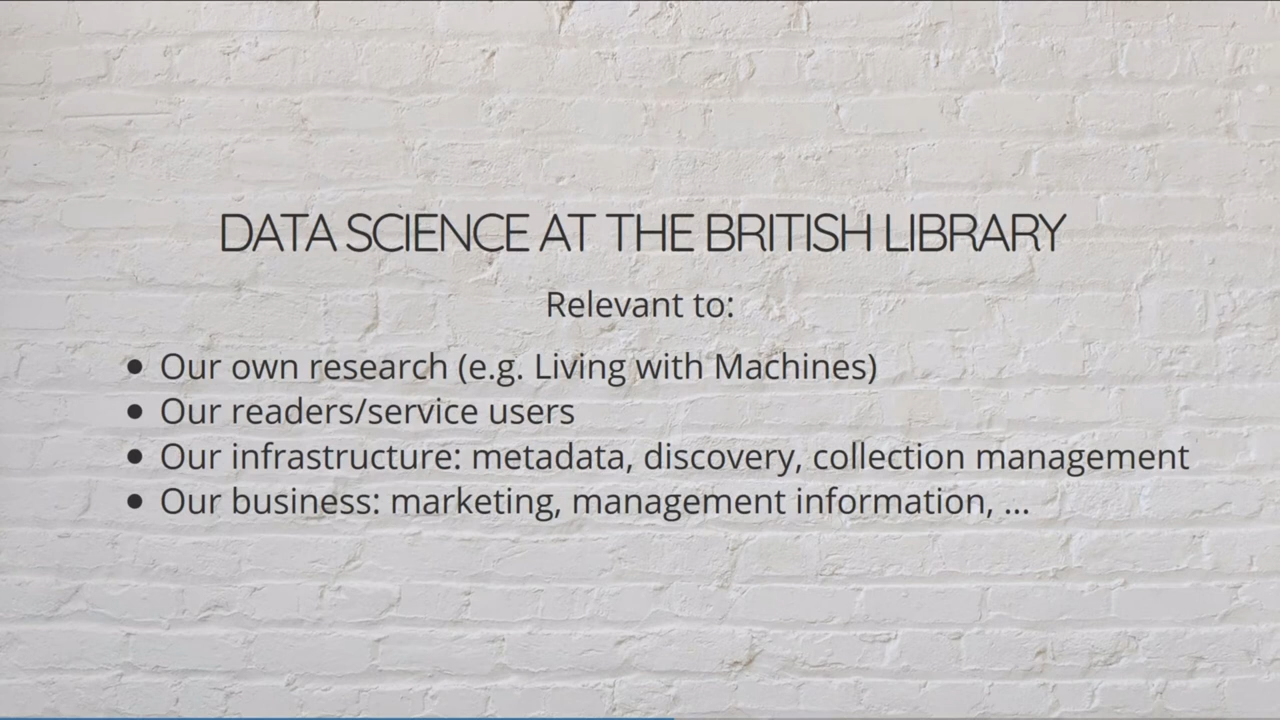 DATA SCIENCE AT THE BRITISH LIBRARY
Relevant to:
• Our own research (e.g. Living with Machines)
• Our readers/service users
• Our infrastructure: metadata, discovery, collection management
• Our business: marketing, management information, ...